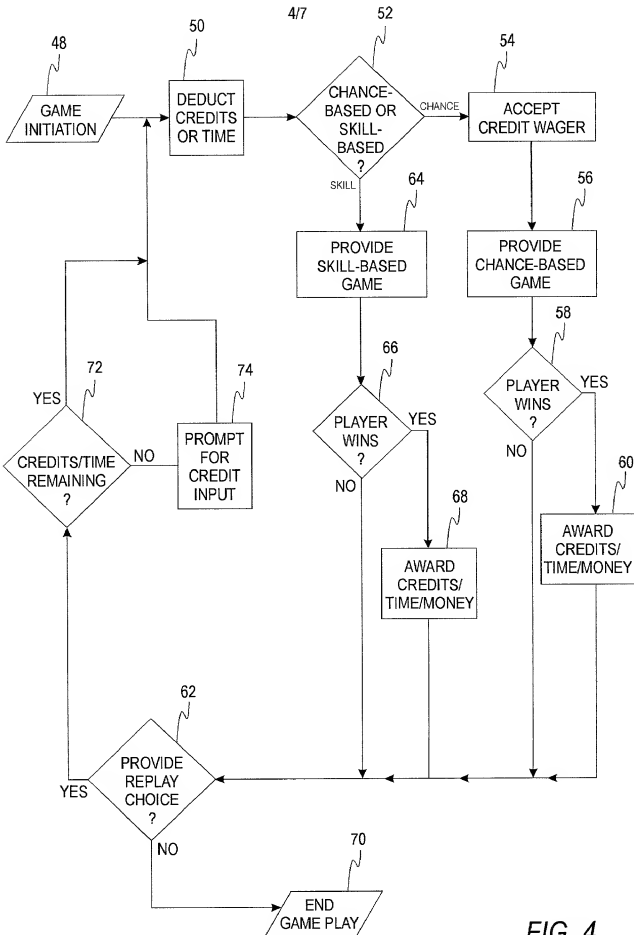 4/7
48
50
52
54
GAME
INITIATION
DEDUCT
CREDITS
OR TIME
CHANCE-
BASED OR
SKILL-
BASED
?
CHANCE
SKILL
ACCEPT
CREDIT WAGER
64
PROVIDE
SKILL-BASED
GAME
56
PROVIDE
CHANCE-BASED
GAME
58
PLAYER
WINS
?
YES
NO
66
PLAYER
WINS
?
YES
NO
72
YES
CREDITS/TIME
REMAINING
?
NO
74
PROMPT
FOR
CREDIT
INPUT
60
AWARD
CREDITS/
TIME/MONEY
68
AWARD
CREDITS/
TIME/MONEY
62
PROVIDE
REPLAY
CHOICE
?
YES
NO
70
END
GAME PLAY
FIG. 4